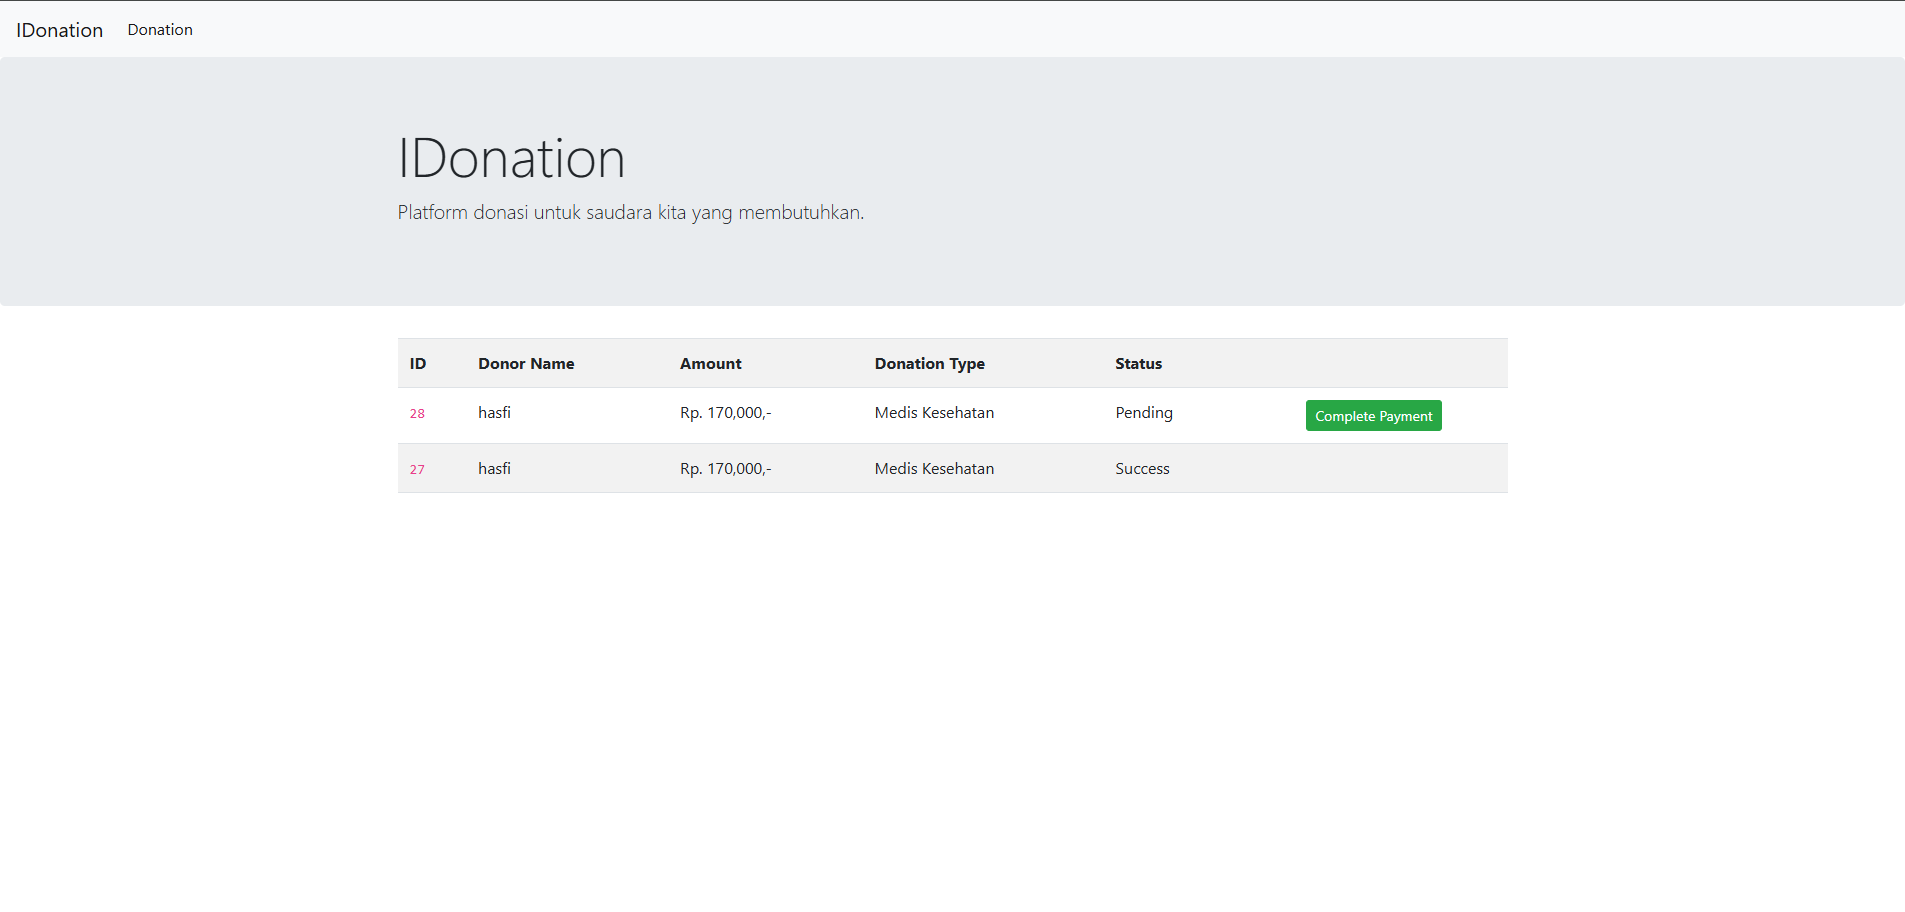 IDonation Donation
IDonation
Platform donasi untuk saudara kita yang membutuhkan.
ID Donor Name Amount Donation Type Status
28 hasfi Rp. 170,000,- Medis Kesehatan Pending Complete Payment
27 hasfi Rp. 170,000,- Medis Kesehatan Success